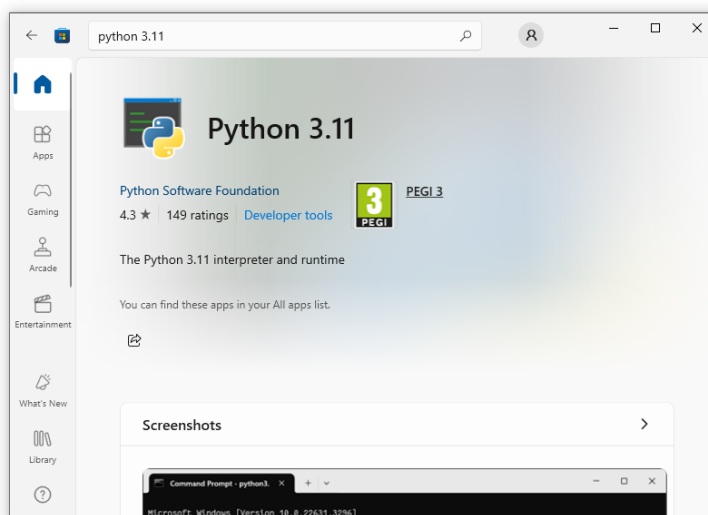 python 3.11
Python 3.11
Python Software Foundation
3
PEGI
PEGI 3
4.3 ★ 149 ratings Developer tools
The Python 3.11 interpreter and runtime
You can find these apps in your All apps list.
Apps
Gaming
Arcade
Entertainment
What's New
Library
Screenshots
Command Prompt - python3.
Microsoft Windows [Version 10.0.22631.3296]